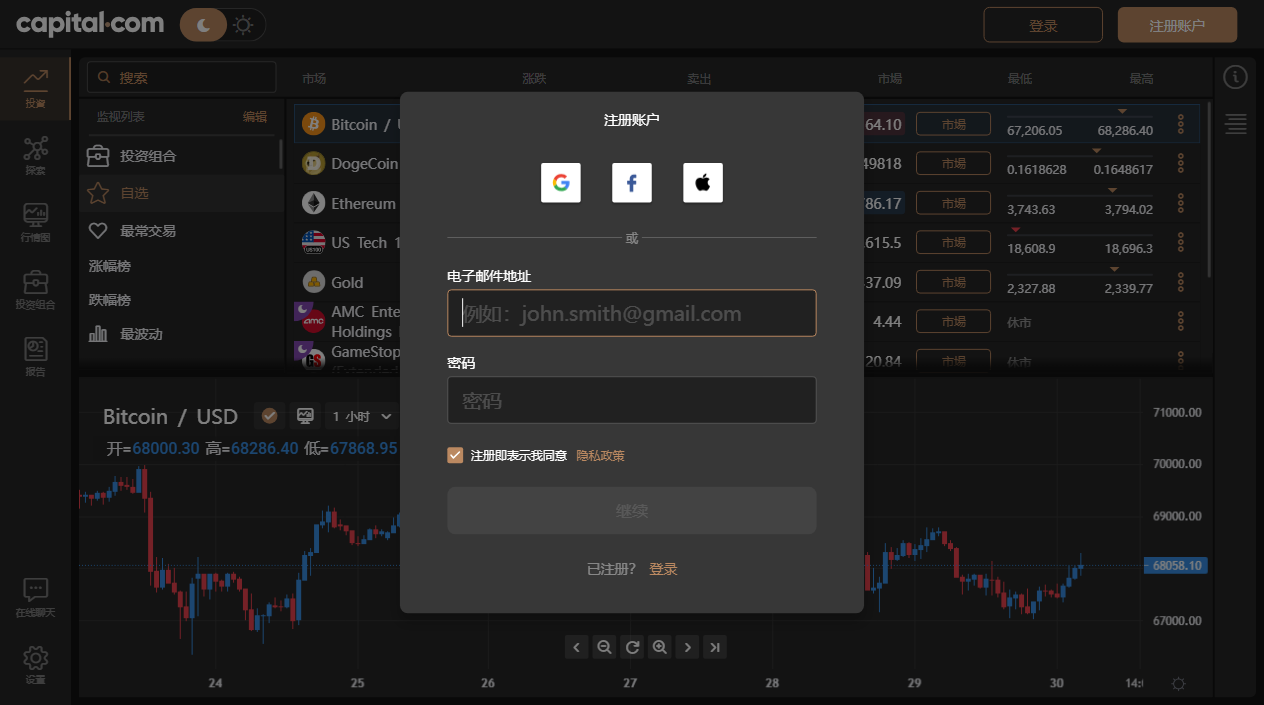 capital.com
登录
注册账户
投資
探索
行情图
投资组合
报告
在线聊天
设置
搜索
监视列表
编辑
投资组合
自选
最常交易
涨幅榜
跌幅榜
最波动
市场 涨跌 卖出 市場 最低 最高
Bitcoin / U 64.10 市場 67,206.05 68,286.40
DogeCoin 49818 市場 0.1618628 0.1648617
Ethereum 786.17 市場 3,743.63 3,794.02
US Tech 1 615.5 市場 18,608.9 18,696.3
Gold 37.09 市場 2,327.88 2,339.77
AMC Ente
Holdings 4.44 市場 休市
GameStop
(Extended 20.84 市場 休市
注册账户
或
电子邮件地址
例如：john.smith@gmail.com
密码
密码
注册即表示我同意 隐私政策
继续
已注册？ 登录
Bitcoin / USD
1 小时
开=68000.30 高=68286.40 低=67868.95
71000.00
70000.00
69000.00
68058.10
67000.00
24 25 26 27 28 29 30 14: